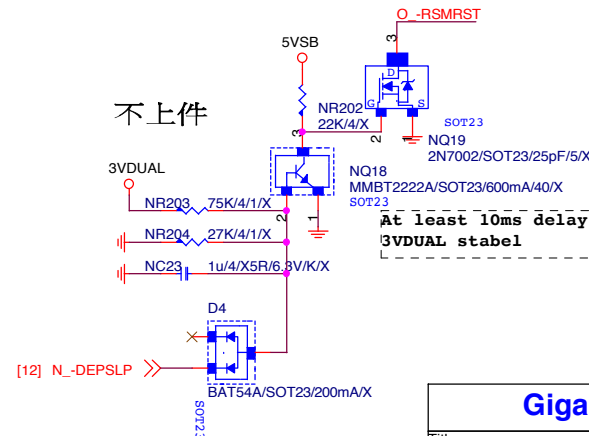 O_-RSMRST
3
5VSB
D
G
S
不上件
NR202
22K/4/X
SOT23
2
1
NQ19
2N7002/SOT23/25pF/5/X
3
3VDUAL
NQ18
MMBT2222A/SOT23/600mA/40/X
SOT23
NR203 75K/4/1/X
2
1
At least 10ms delay
3VDUAL stabel
NR204 27K/4/1/X
NC23 1u/4/X5R/6.3V/K/X
D4
[12] N_-DEPSLP
BAT54A/SOT23/200mA/X
SOT23
Giga